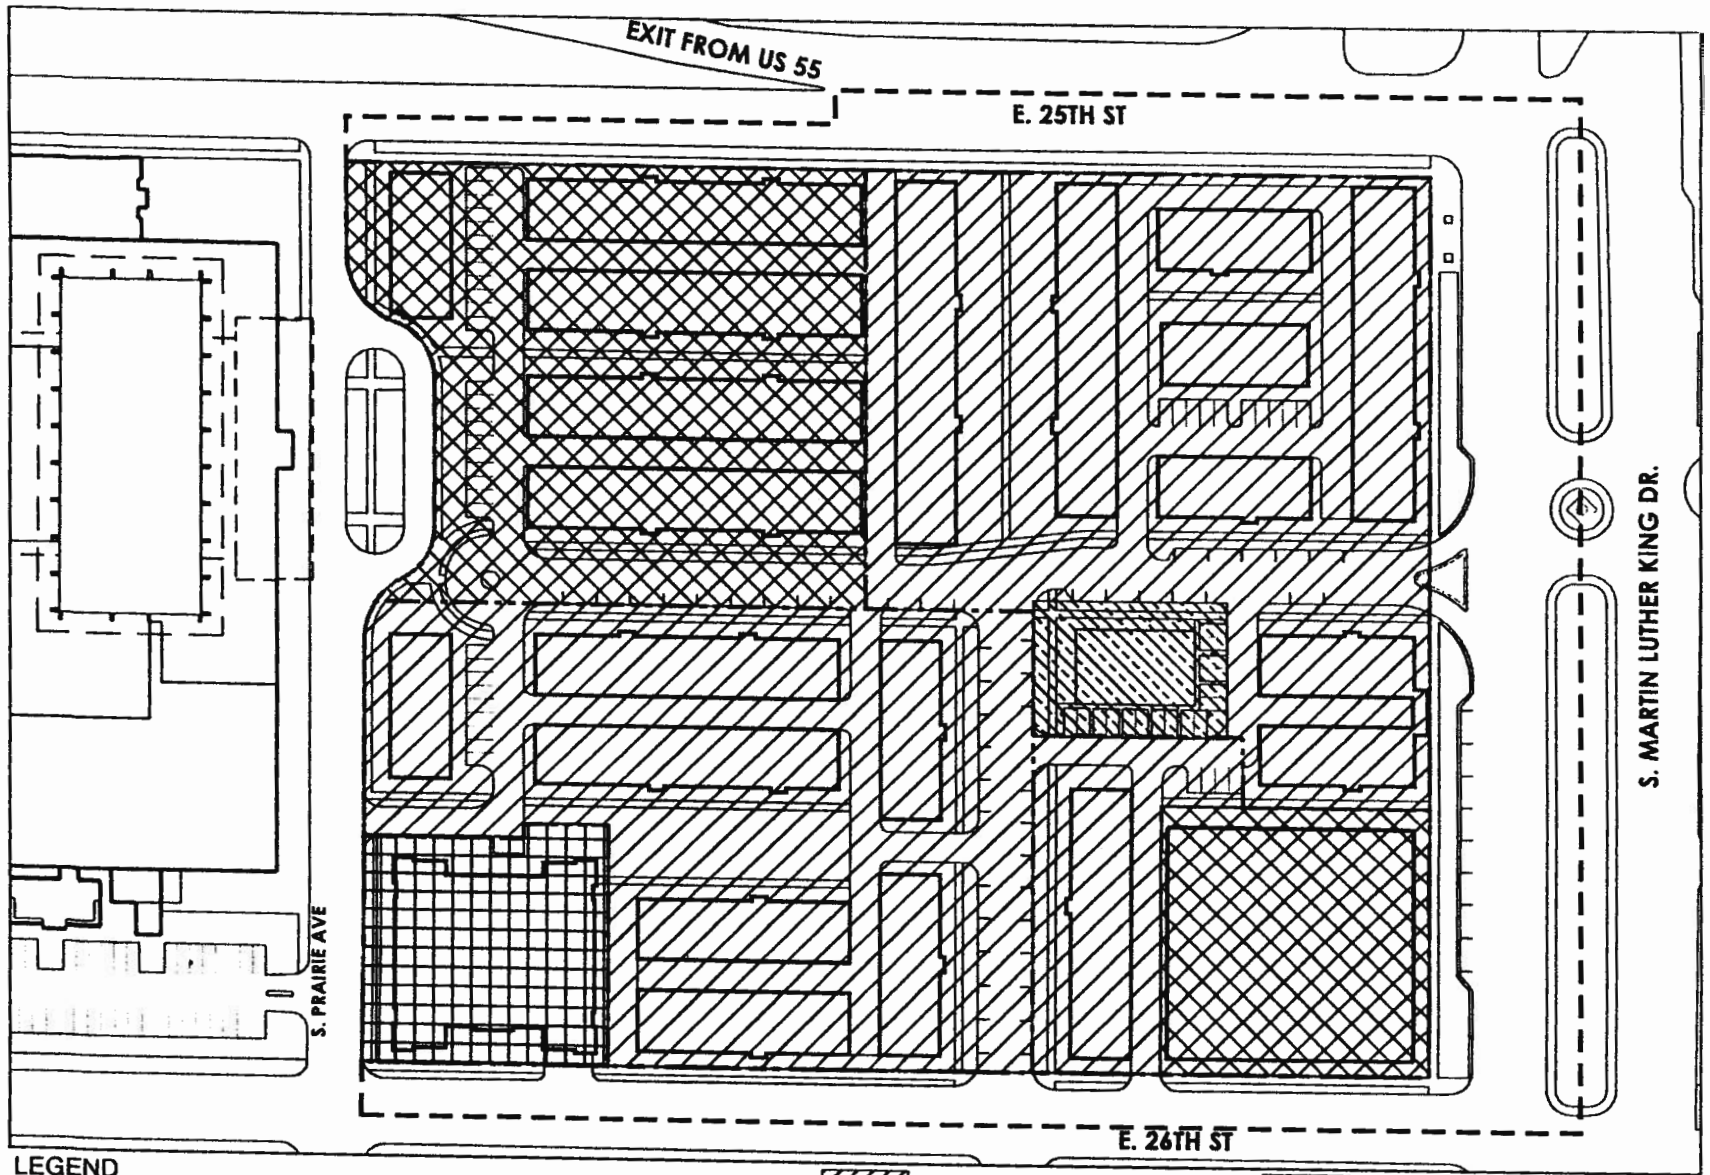 EXIT FROM US 55
E. 25TH ST
S. MARTIN LUTHER KING DR.
S. PRAIRIE AVE
E. 26TH ST
LEGEND